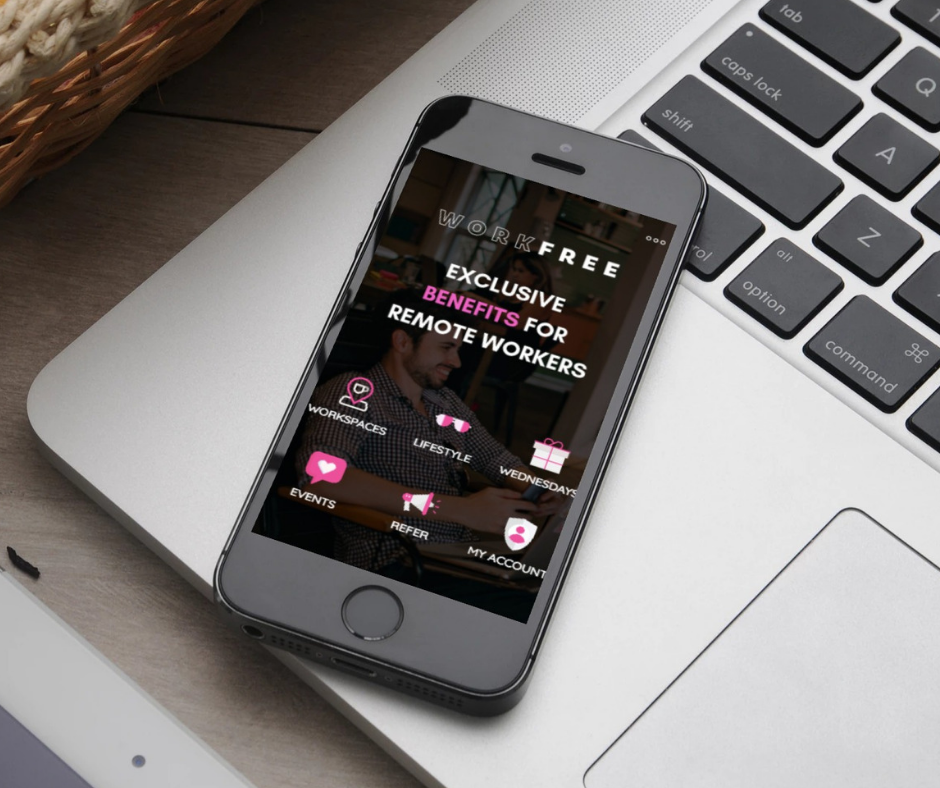 tab
caps lock
Q
shift
A
Z
alt
option
⌘
command
WORKFREE
EXCLUSIVE
BENEFITS FOR
REMOTE WORKERS
WORKSPACES
LIFESTYLE
WEDNESDAYS
EVENTS
REFER
MY ACCOUNT